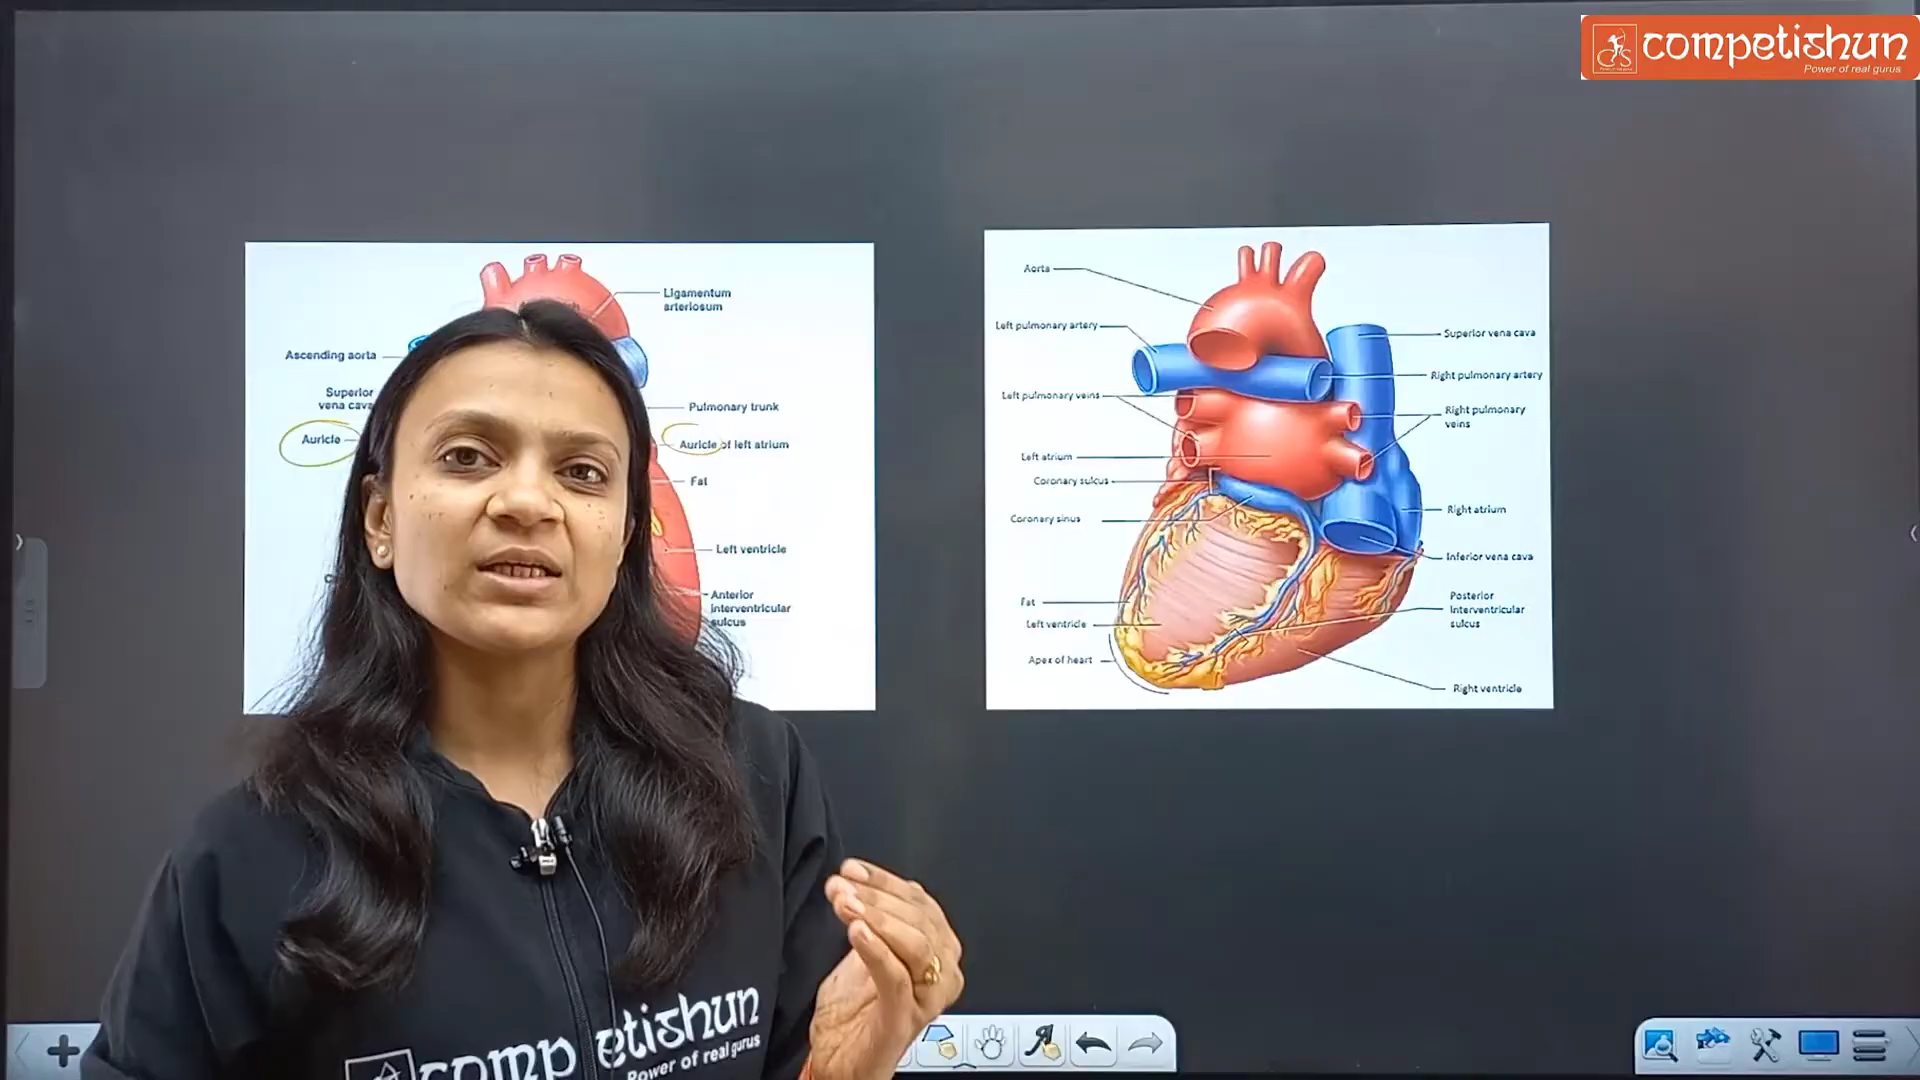 competishun
Power of real gurus
Ligamentum
arteriosum
Ascending aorta
Superior
vena cava
Auricle
Pulmonary trunk
Auricle of left atrium
Fat
Left ventricle
Anterior
interventricular
sulcus
Aorta
Left pulmonary artery
Left pulmonary veins
Left atrium
Coronary sulcus
Coronary sinus
Fat
Left ventricle
Apex of heart
Superior vena cava
Right pulmonary artery
Right pulmonary
veins
Right atrium
Inferior vena cava
Posterior
interventricular
sulcus
Right ventricle
competishun
Power of real gurus